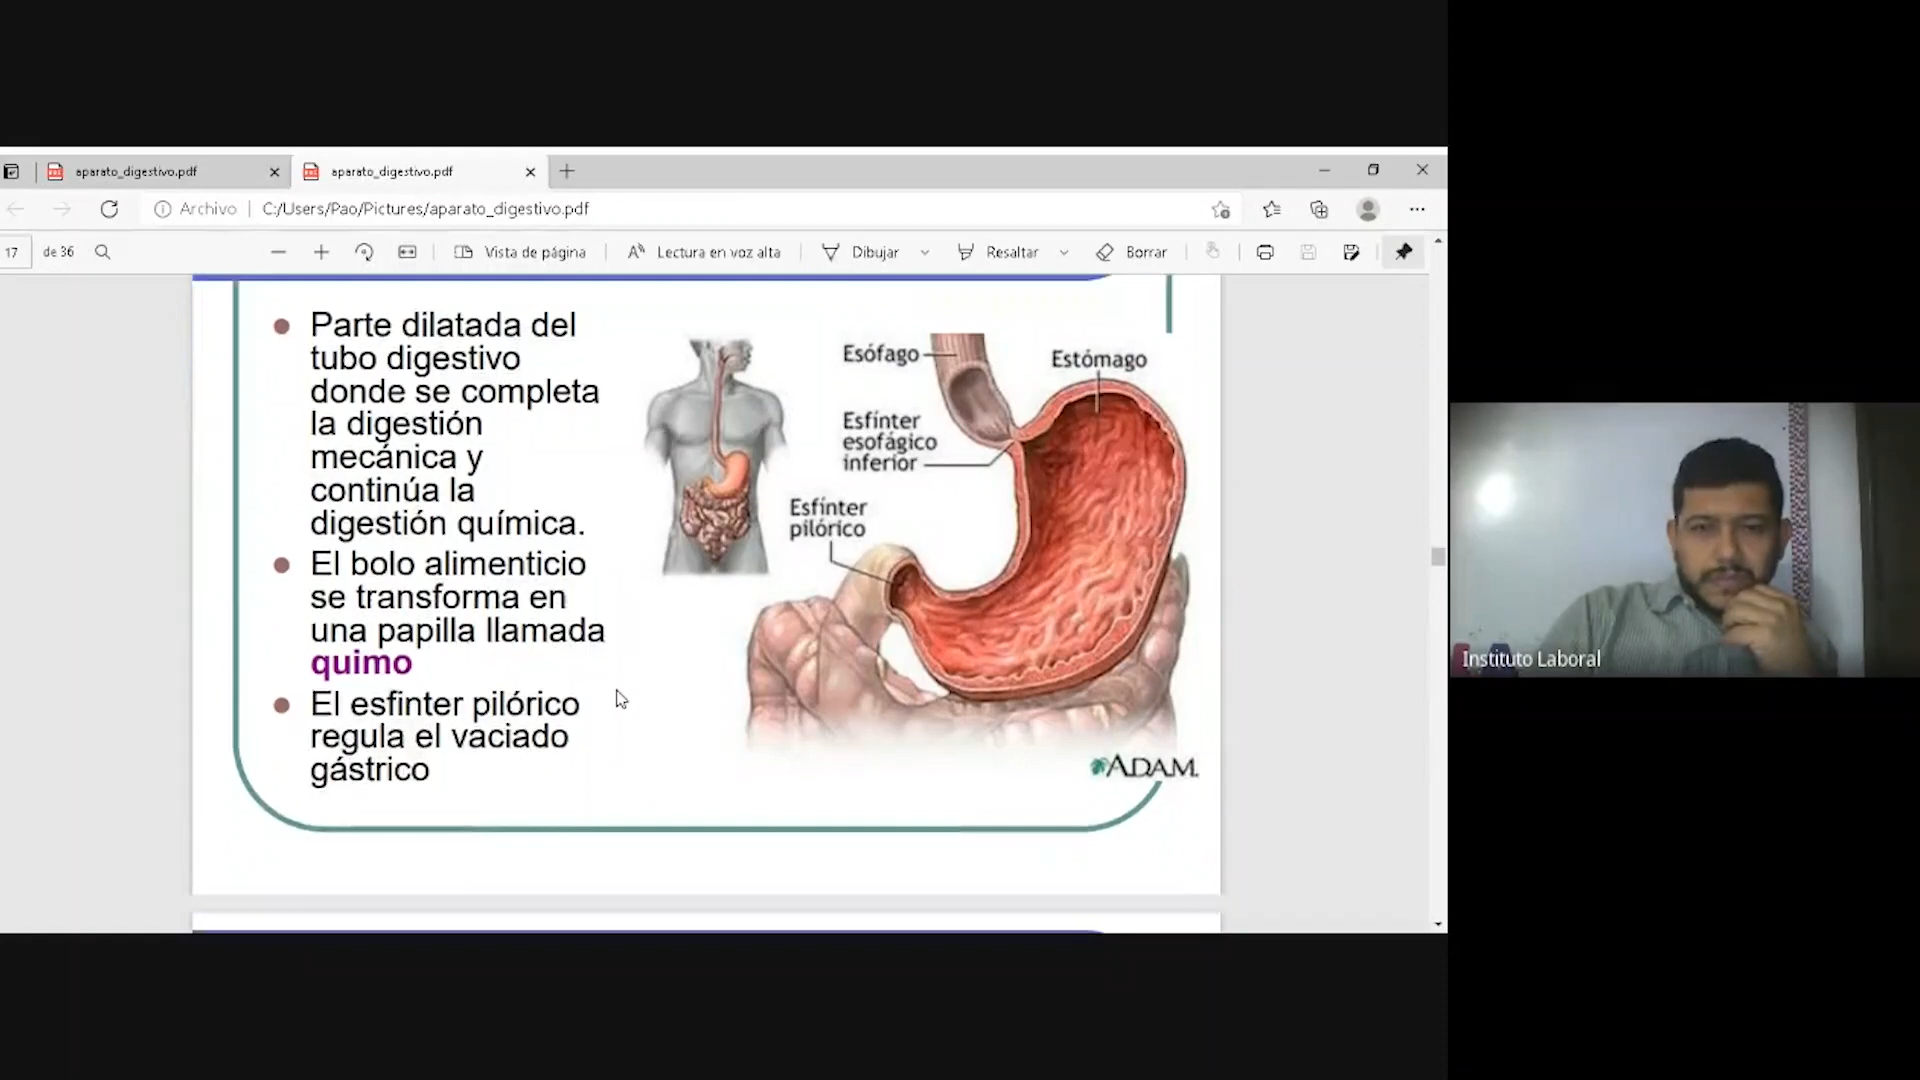 aparato_digestivo.pdf
aparato_digestivo.pdf
Archivo
C:/Users/Pao/Pictures/aparato_digestivo.pdf
17 de 36
Vista de página
Lectura en voz alta
Dibujar
Resaltar
Borrar
Parte dilatada del
tubo digestivo
donde se completa
la digestión
mecánica y
continúa la
digestión química.
El bolo alimenticio
se transforma en
una papilla llamada
quimo
El esfinter pilórico
regula el vaciado
gástrico
Esófago
Estómago
Esfínter
esofágico
inferior
Esfínter
pilórico
ADAM.
Instituto Laboral